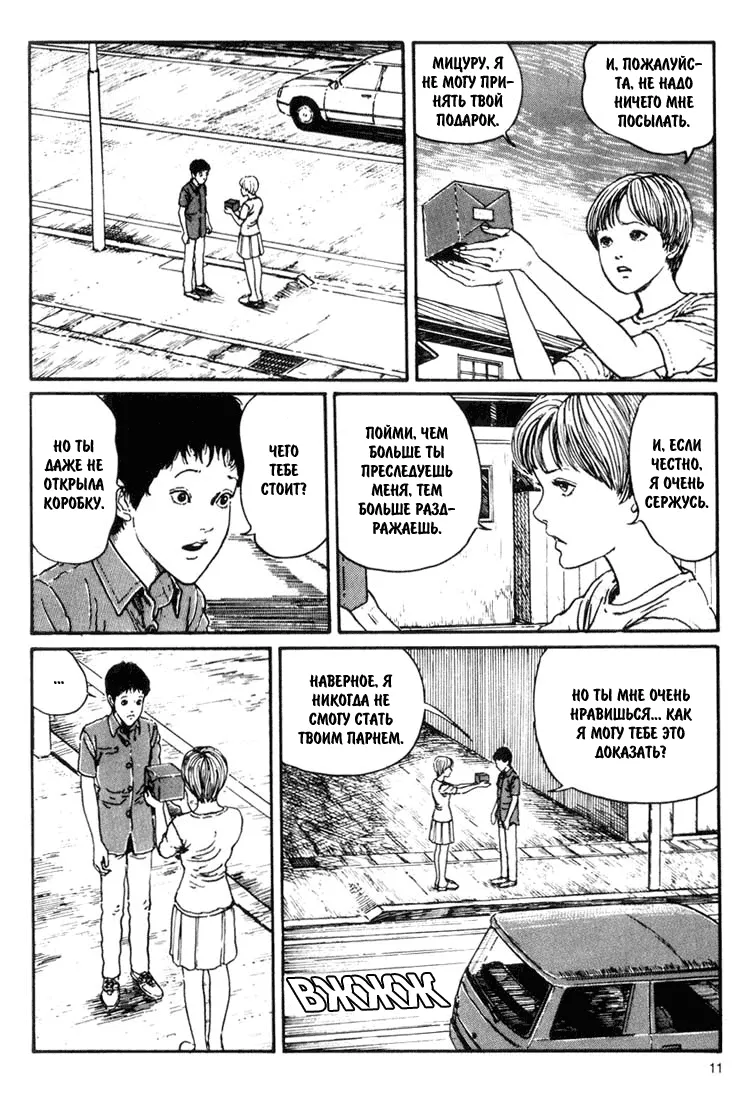 МИЦУРУ, Я
НЕ МОГУ ПРИ-
НЯТЬ ТВОЙ
ПОДАРОК.
И, ПОЖАЛУЙС-
ТА, НЕ НАДО
НИЧЕГО МНЕ
ПОСЫЛАТЬ.
НО ТЫ
ДАЖЕ НЕ
ОТКРЫЛА
КОРОБКУ.
ЧЕГО
ТЕБЕ
СТОИТ?
ПОЙМИ, ЧЕМ
БОЛЬШЕ ТЫ
ПРЕСЛЕДУЕШЬ
МЕНЯ, ТЕМ
БОЛЬШЕ РАЗД-
РАЖАЕШЬ.
И, ЕСЛИ
ЧЕСТНО,
Я ОЧЕНЬ
СЕРЖУСЬ.
...
НАВЕРНОЕ, Я
НИКОГДА НЕ
СМОГУ СТАТЬ
ТВОИМ ПАРНЕМ.
НО ТЫ МНЕ ОЧЕНЬ
НРАВИШЬСЯ... КАК
Я МОГУ ТЕБЕ ЭТО
ДОКАЗАТЬ?
ВЖЖЖ
11